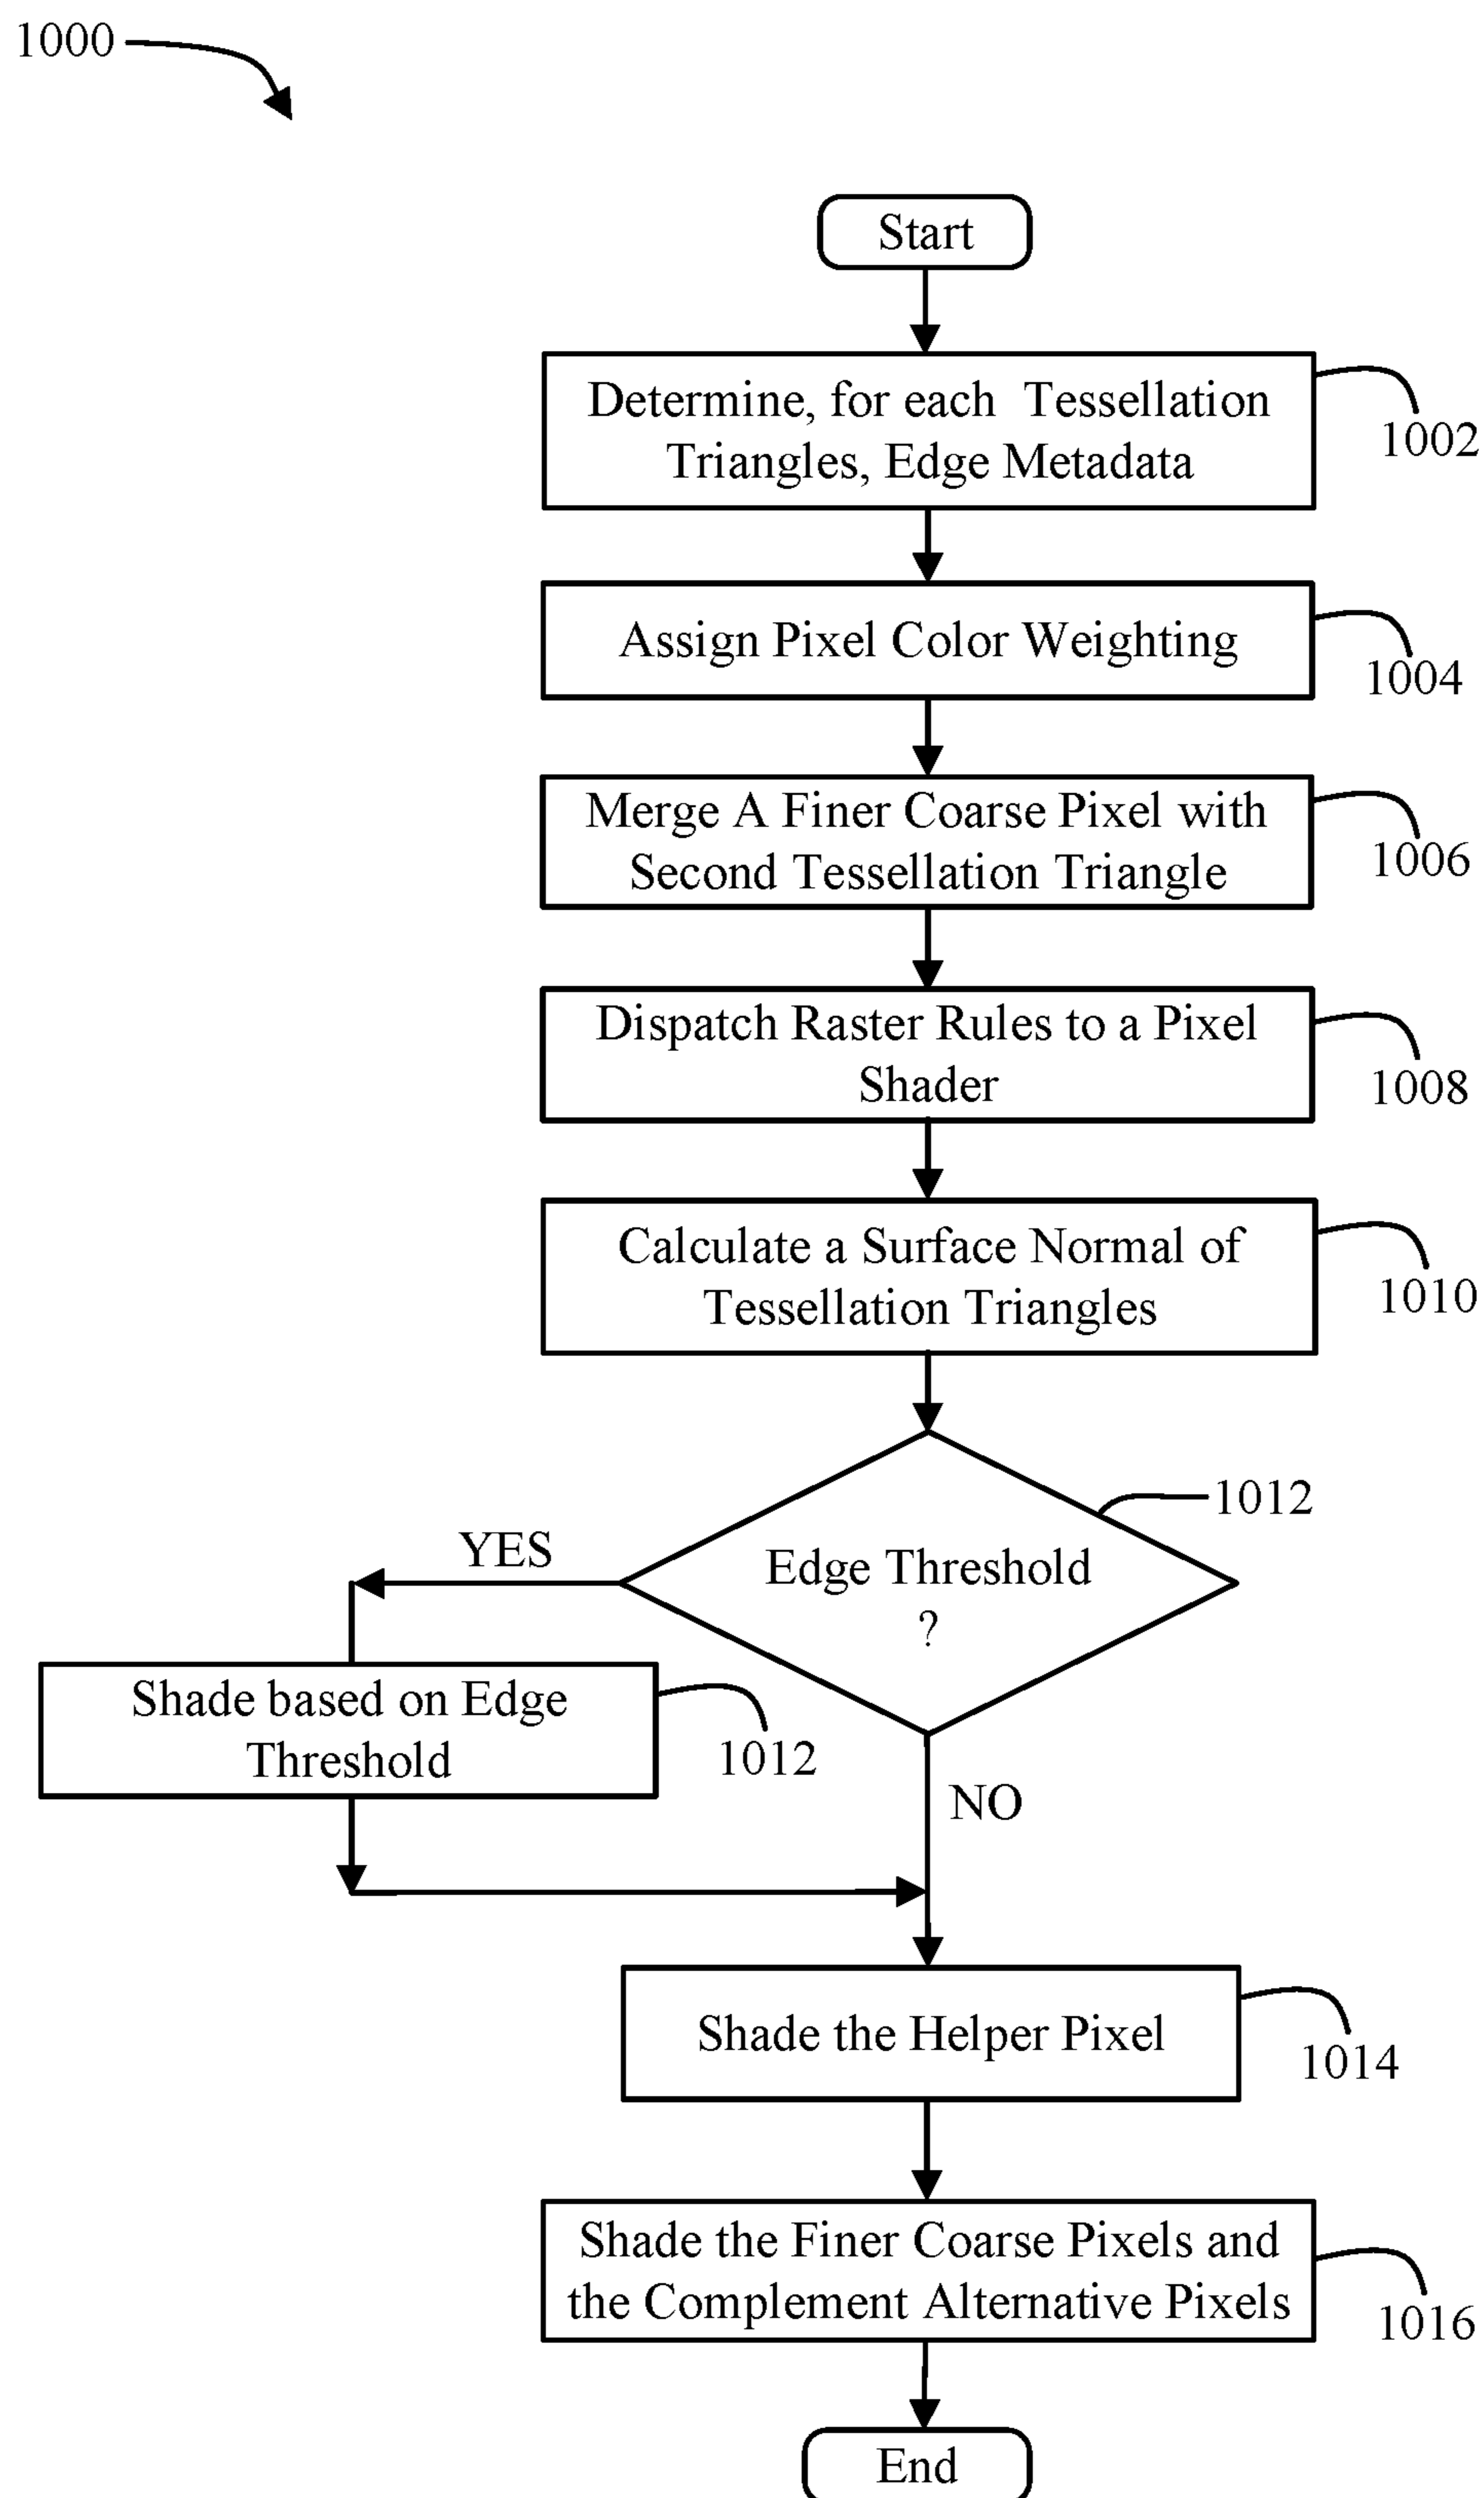 1000
Start
Determine, for each Tessellation
Triangles, Edge Metadata
1002
Assign Pixel Color Weighting
1004
Merge A Finer Coarse Pixel with
Second Tessellation Triangle
1006
Dispatch Raster Rules to a Pixel
Shader
1008
Calculate a Surface Normal of
Tessellation Triangles
1010
1012
YES
Edge Threshold
?
Shade based on Edge
Threshold
1012
NO
Shade the Helper Pixel
1014
Shade the Finer Coarse Pixels and
the Complement Alternative Pixels
1016
End